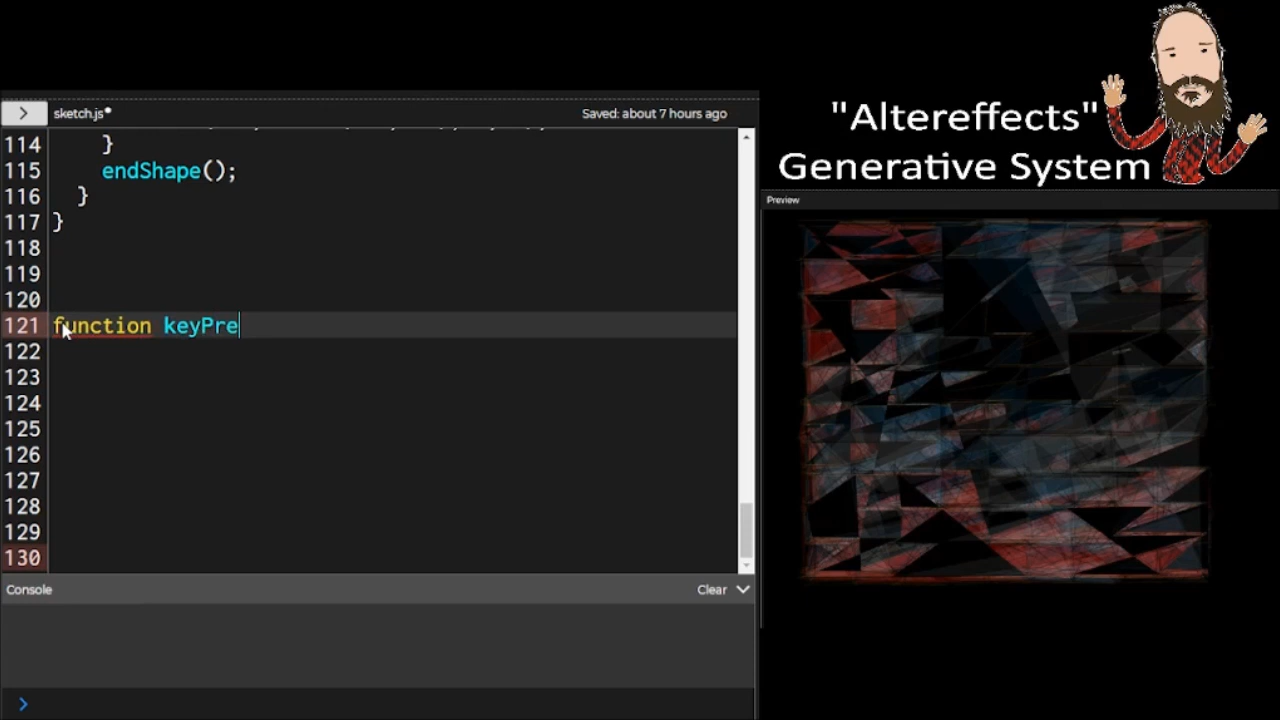 "Altereffects"
Generative System
sketch.js*
Saved: about 7 hours ago
114 }
115 endShape();
116 }
117 }
118
119
120
121 function keyPre
122
123
124
125
126
127
128
129
130
Console
Clear
>
Preview